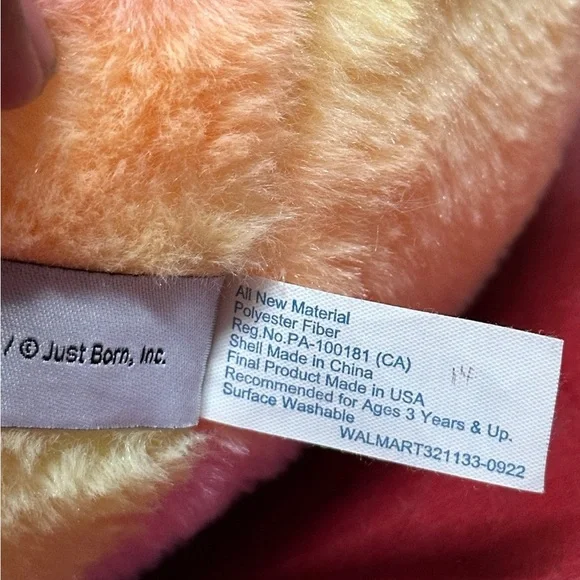 / © Just Born, Inc.
All New Material
Polyester Fiber
Reg.No.PA-100181 (CA)
Shell Made in China
Final Product Made in USA
Recommended for Ages 3 Years & Up.
Surface Washable
WALMART321133-0922